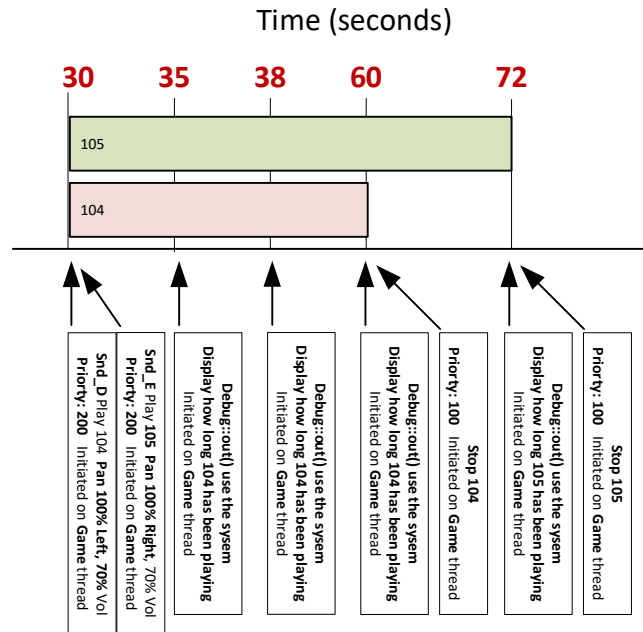 Time (seconds)
30 35 38 60 72
105
104
Snd_D Play 104 Pan 100% Left, 70% Vol
Priorty: 200 Initiated on Game thread
Snd_E Play 105 Pan 100% Right, 70% Vol
Priorty: 200 Initiated on Game thread
Debug::out() use the sysem
Display how long 104 has been playing
Initiated on Game thread
Debug::out() use the sysem
Display how long 104 has been playing
Initiated on Game thread
Debug::out() use the sysem
Display how long 104 has been playing
Initiated on Game thread
Stop 104
Priorty: 100 Initiated on Game thread
Debug::out() use the sysem
Display how long 105 has been playing
Initiated on Game thread
Stop 105
Priorty: 100 Initiated on Game thread